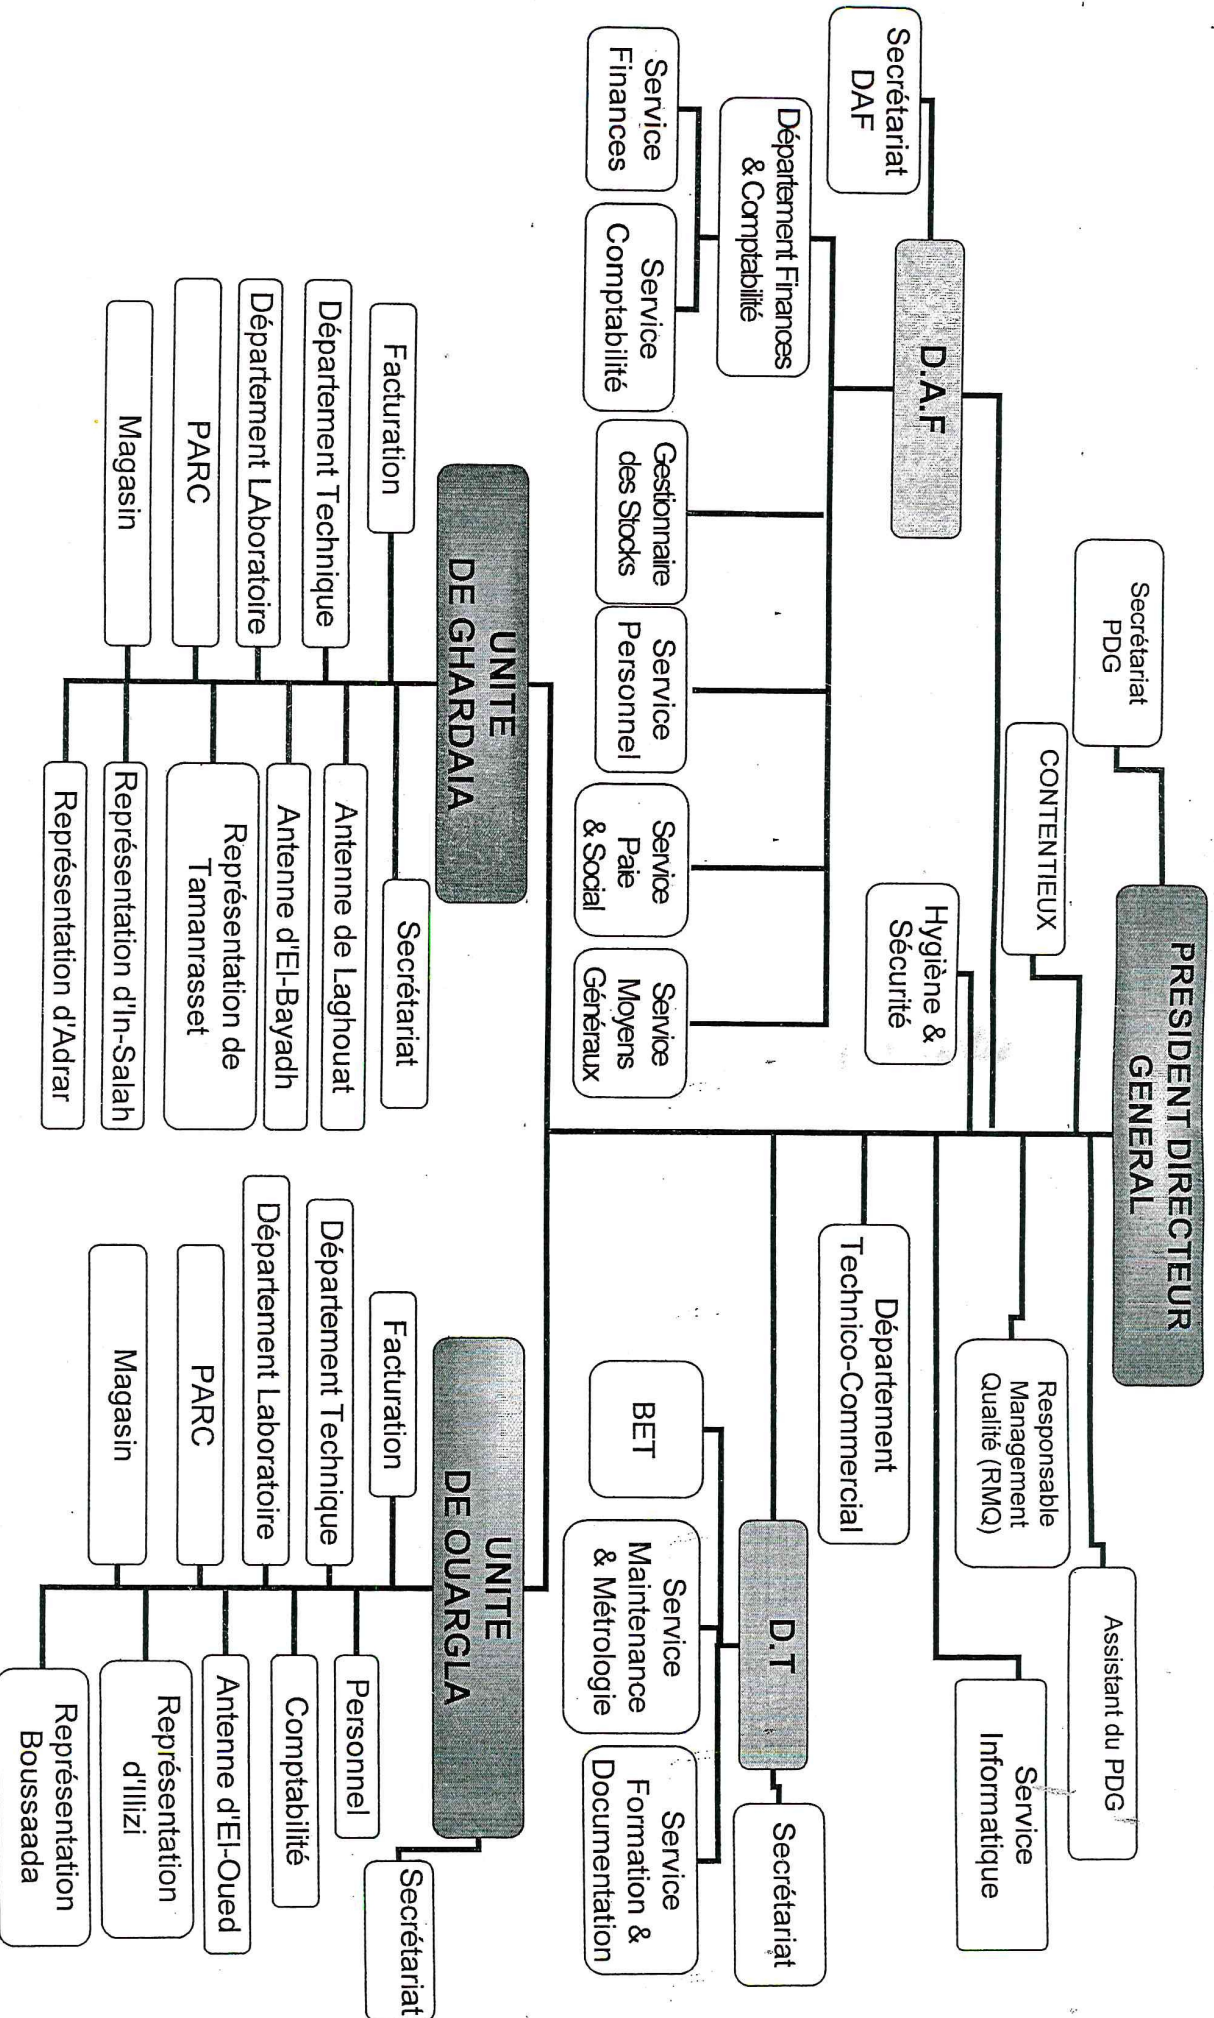 PRESIDENT DIRECTEUR
GENERAL
Secrétariat
PDG
Assistant du PDG
CONTENTIEUX
Responsable
Management
Qualité (RMQ)
Hygiène &
Sécurité
Service
Informatique
Secrétariat
DAF
D.A.F
Département
Technico-Commercial
Département Finances
& Comptabilité
D.T
Secrétariat
Service
Finances
Service
Comptabilité
Gestionnaire
des Stocks
Service
Personnel
Service
Paie
& Social
Service
Moyens
Généraux
BET
Service
Maintenance
& Métrologie
Service
Formation &
Documentation
UNITE
DE GHARDAIA
Facturation
Secrétariat
Département Technique
Antenne de Laghouat
Département LAboratoire
Antenne d'El-Bayadh
PARC
Représentation de
Tamanrasset
Magasin
Représentation d'In-Salah
Représentation d'Adrar
UNITE
DE OUARGLA
Secrétariat
Facturation
Personnel
Département Technique
Comptabilité
Département Laboratoire
Antenne d'El-Oued
PARC
Représentation
d'Illizi
Magasin
Représentation
Boussaada